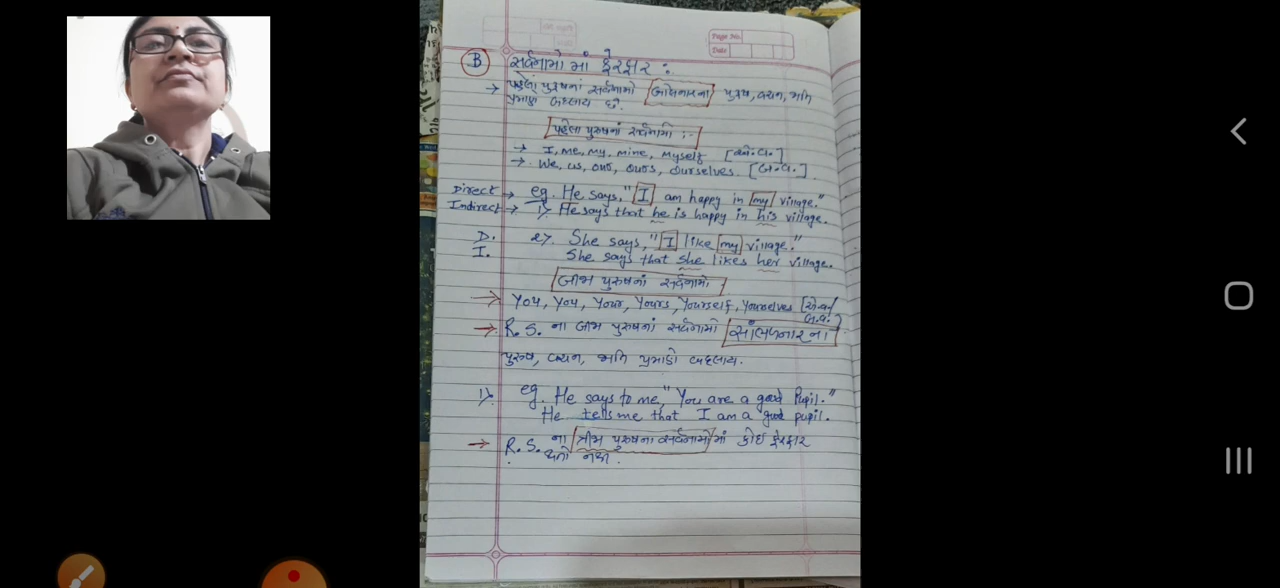 Page No.
Date
B સર્વનામો માં ફેરફાર :
→ પહેલાં પુરુષનાં સર્વનામો બોલનારના પુરુષ, વચન, જાતિ
પ્રમાણે બદલાય છે.
પહેલા પુરુષનાં સર્વનામો :-
→ I, me, my, mine, myself [એ.વ.]
→ We, us, our, ours, ourselves. [બ.વ.]
Direct → eg. He says, "I am happy in my village."
Indirect → 1). He says that he is happy in his village.
D. 2). She says, "I like my village."
I. She says that she likes her village.
બીજા પુરુષનાં સર્વનામો
→ You, You, Your, Yours, Yourself, Yourselves [એ.વ/
બ.વ.]
→ R.S. ના બીજા પુરુષનાં સર્વનામો સાંભળનારના
પુરુષ, વચન, જાતિ પ્રમાણે બદલાય.
1). eg. He says to me, "You are a good Pupil."
He tells me that I am a good pupil.
→ R.S. ના ત્રીજા પુરુષના સર્વનામો માં કોઈ ફેરફાર
થતો નથી.